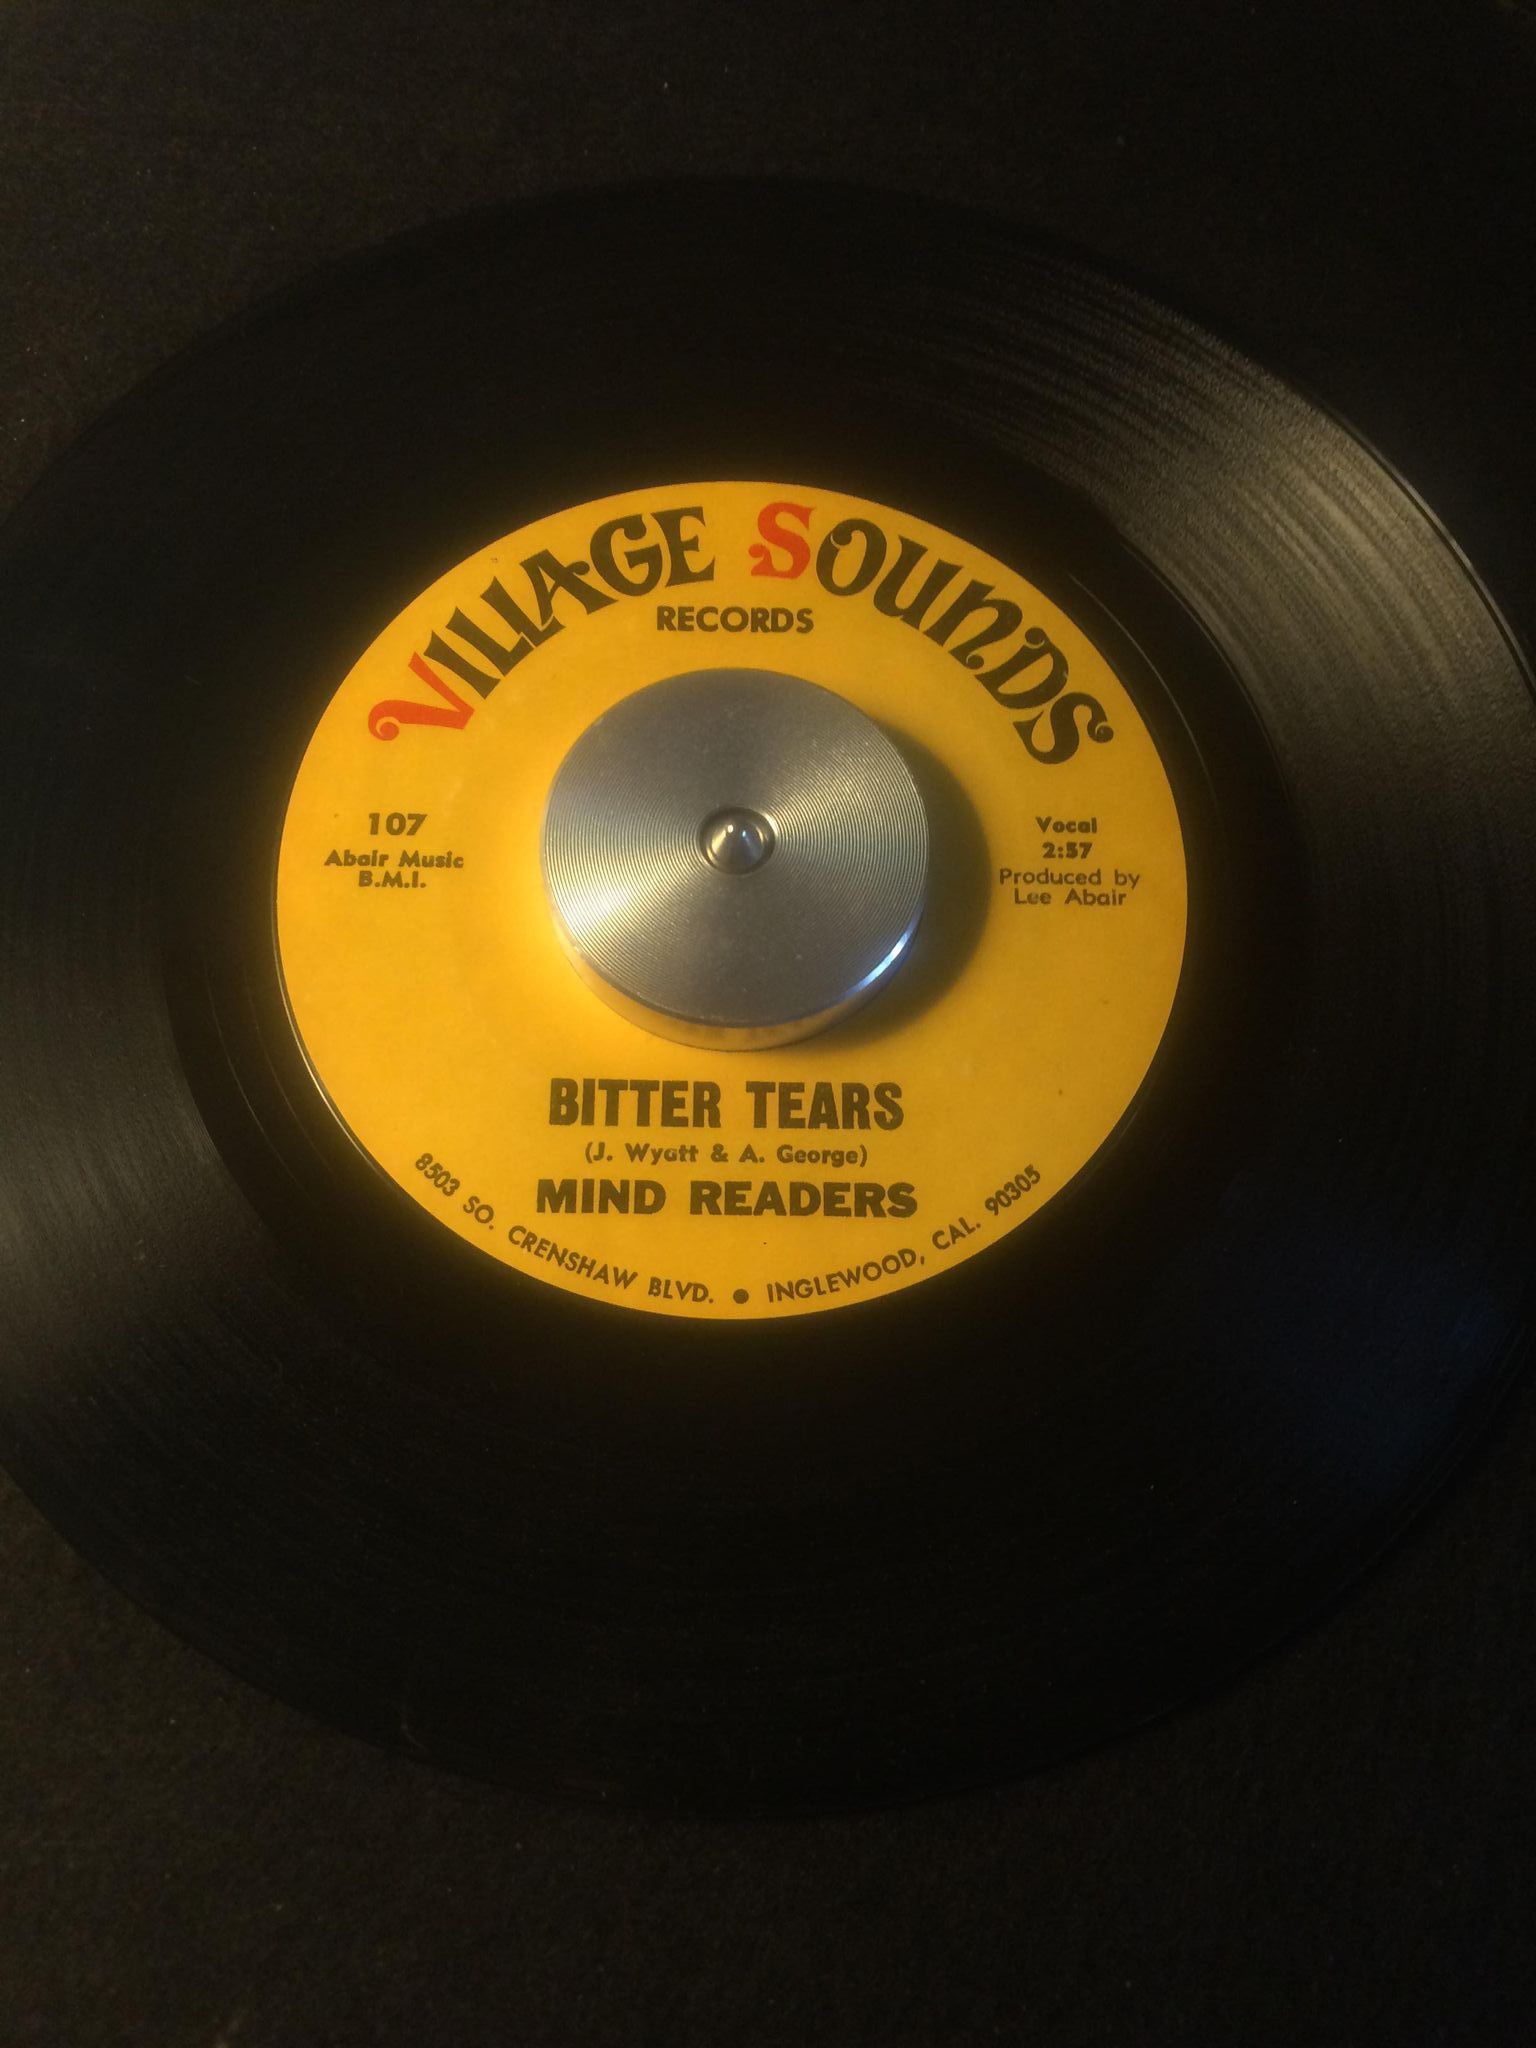 VILLAGE SOUNDS
RECORDS
107
Abair Music
B.M.I.
Vocal
2:57
Produced by
Lee Abair
BITTER TEARS
(J. Wyatt & A. George)
MIND READERS
8503 SO. CRENSHAW BLVD. • INGLEWOOD, CAL. 90305